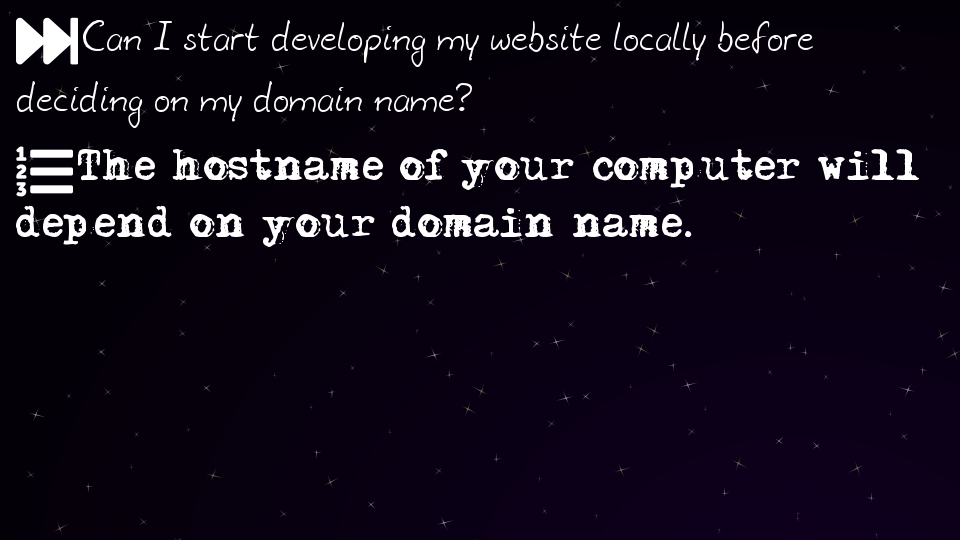 Can I start developing my website locally before
deciding on my domain name?
The hostname of your computer will
depend on your domain name.